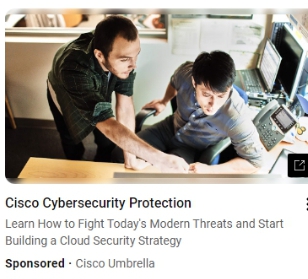 Cisco Cybersecurity Protection
Learn How to Fight Today's Modern Threats and Start
Building a Cloud Security Strategy
Sponsored · Cisco Umbrella